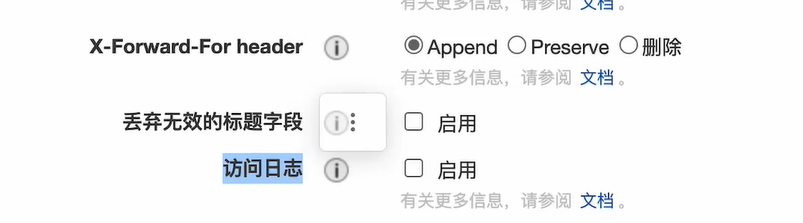 有关更多信息，请参阅 文档。
X-Forward-For header Append Preserve 删除
有关更多信息，请参阅 文档。
丢弃无效的标题字段 启用
访问日志 启用
有关更多信息，请参阅 文档。